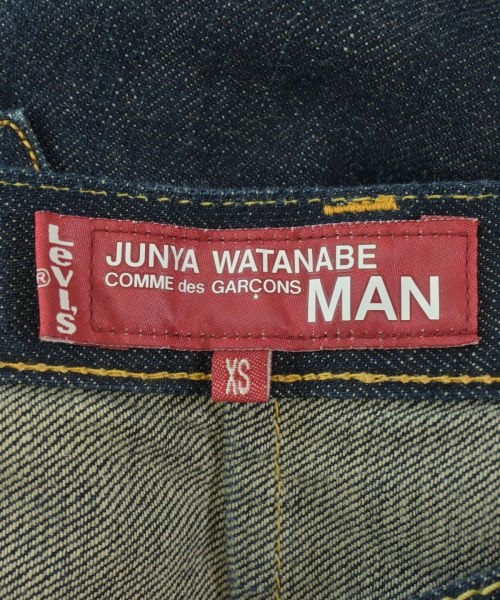 Levi's
®
JUNYA WATANABE
COMME des GARÇONS
*
MAN
XS